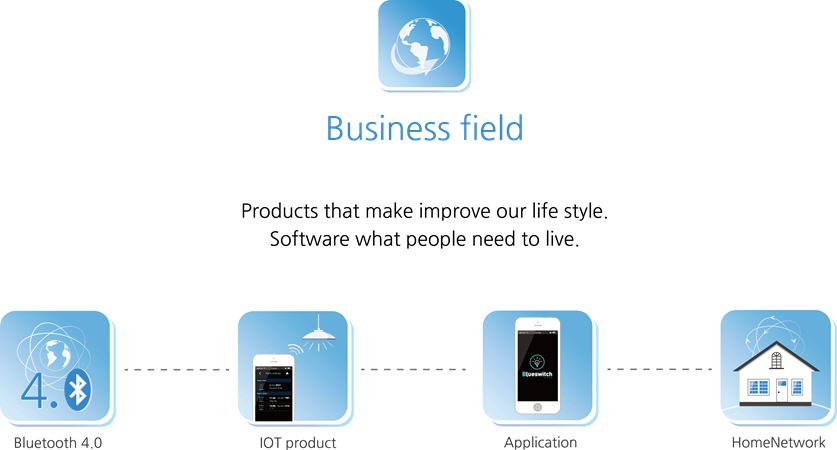 Business field
Products that make improve our life style.
Software what people need to live.
4.
Blueswitch
Bluetooth 4.0
IOT product
Application
HomeNetwork